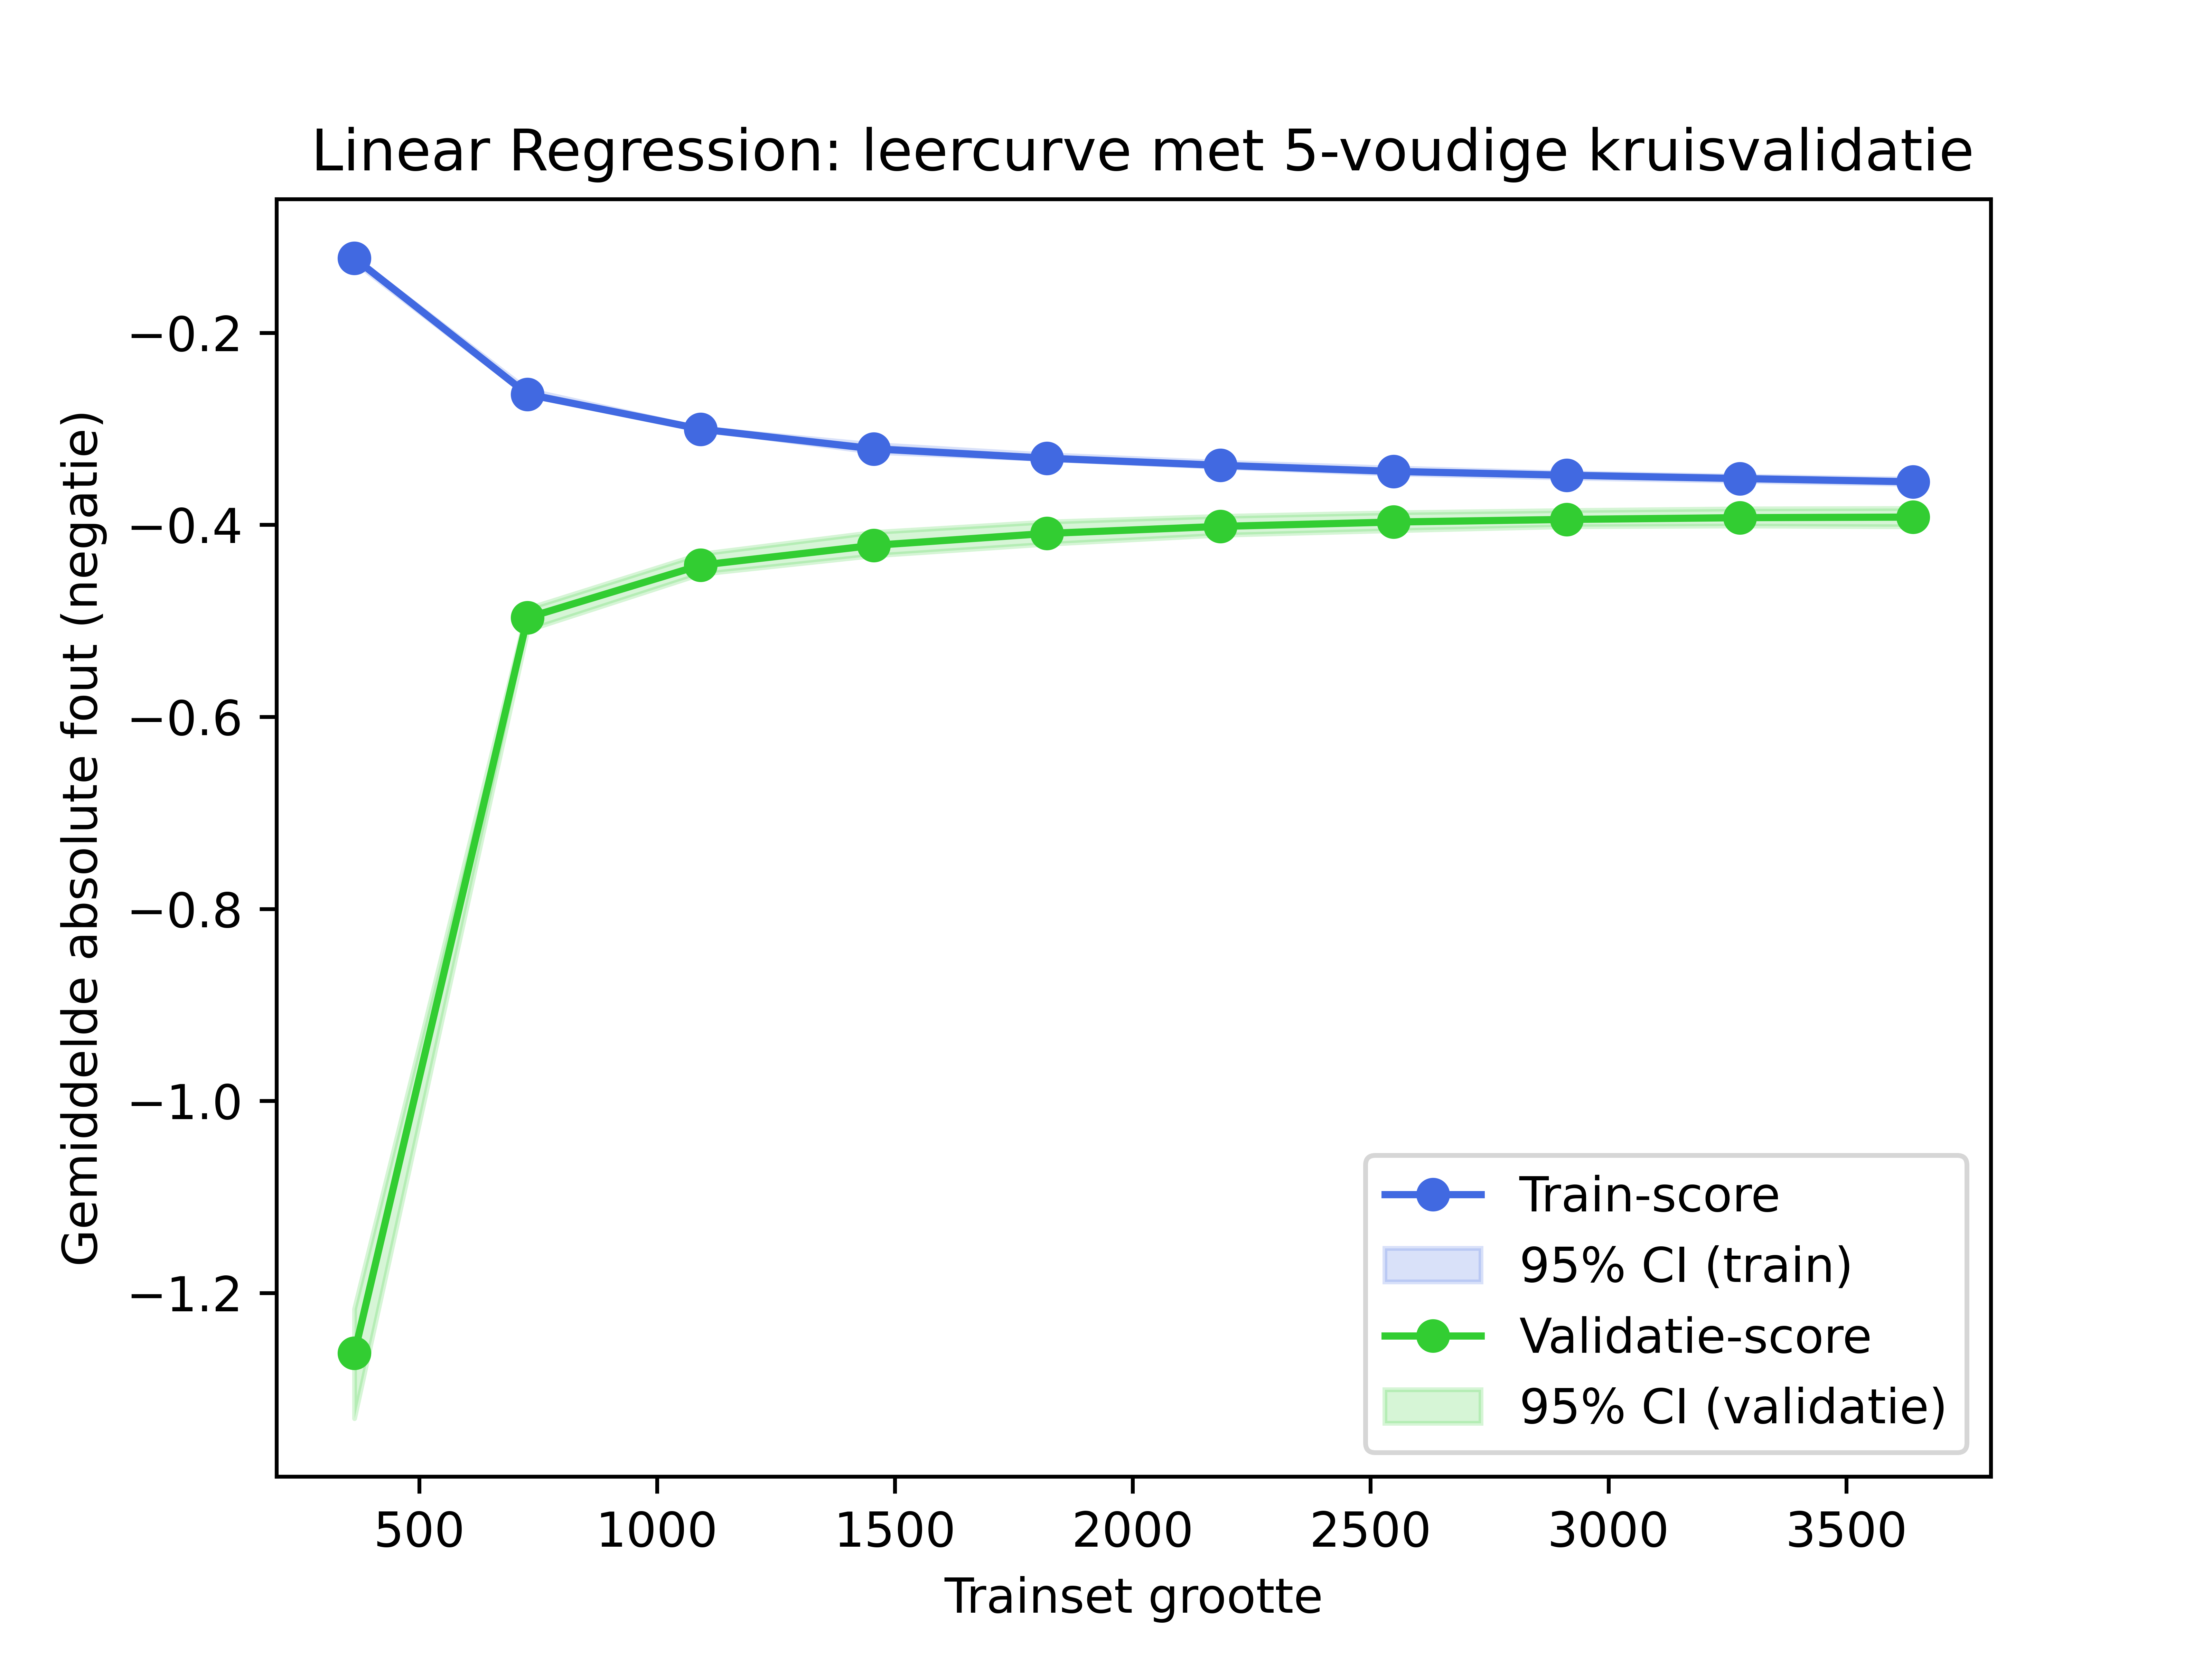 Linear Regression: leercurve met 5-voudige kruisvalidatie
Gemiddelde absolute fout (negatie)
−0.2
−0.4
−0.6
−0.8
−1.0
−1.2
Train-score
95% CI (train)
Validatie-score
95% CI (validatie)
500 1000 1500 2000 2500 3000 3500
Trainset grootte